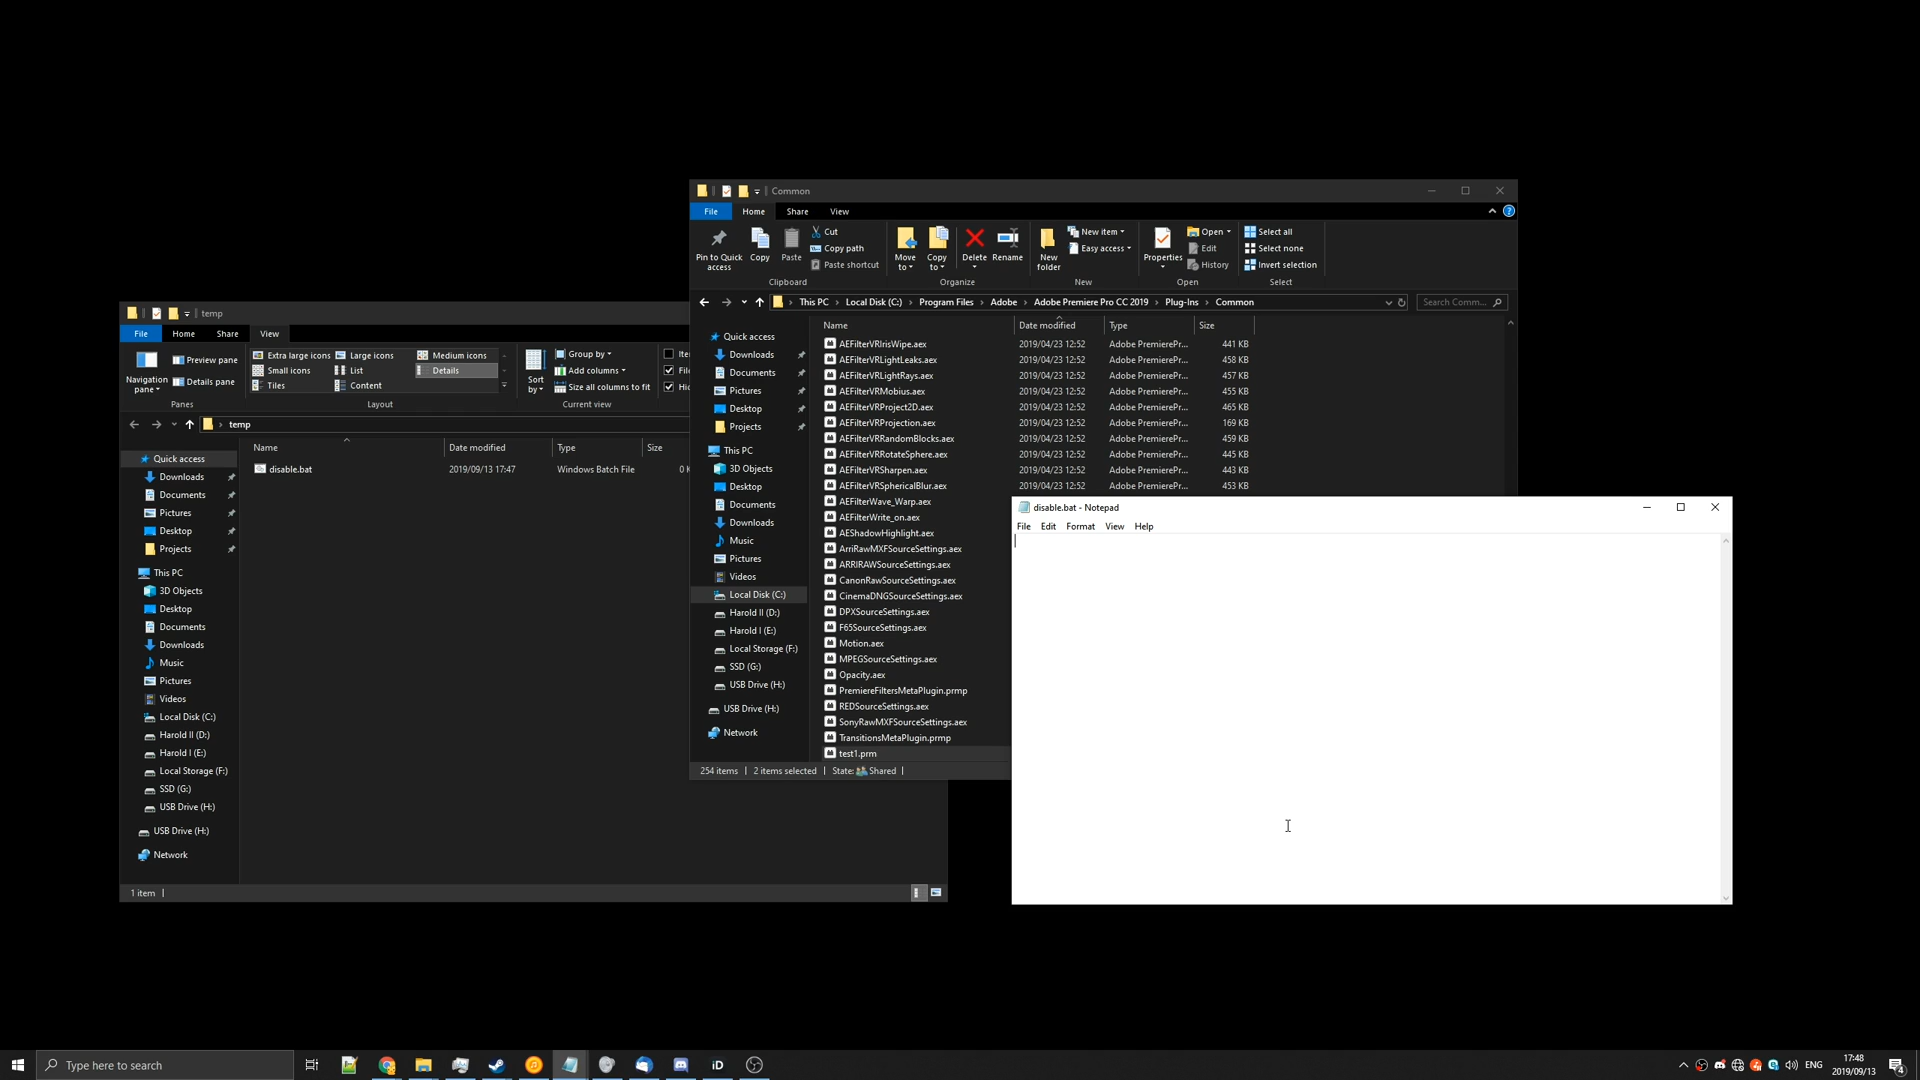 Common
File Home Share View
Pin to Quick access
Copy
Paste
Cut
Copy path
Paste shortcut
Clipboard
Move to
Copy to
Delete
Rename
Organize
New folder
New item
Easy access
New
Properties
Open
Edit
History
Open
Select all
Select none
Invert selection
Select
This PC > Local Disk (C:) > Program Files > Adobe > Adobe Premiere Pro CC 2019 > Plug-Ins > Common
Search Comm...
Name Date modified Type Size
Quick access
Downloads
Documents
Pictures
Desktop
Projects
This PC
3D Objects
Desktop
Documents
Downloads
Music
Pictures
Videos
Local Disk (C:)
Harold II (D:)
Harold I (E:)
Local Storage (F:)
SSD (G:)
USB Drive (H:)
USB Drive (H:)
Network
AEFilterVRIrisWipe.aex 2019/04/23 12:52 Adobe PremierePr... 441 KB
AEFilterVRLightLeaks.aex 2019/04/23 12:52 Adobe PremierePr... 458 KB
AEFilterVRLightRays.aex 2019/04/23 12:52 Adobe PremierePr... 457 KB
AEFilterVRMobius.aex 2019/04/23 12:52 Adobe PremierePr... 455 KB
AEFilterVRProject2D.aex 2019/04/23 12:52 Adobe PremierePr... 465 KB
AEFilterVRProjection.aex 2019/04/23 12:52 Adobe PremierePr... 169 KB
AEFilterVRRandomBlocks.aex 2019/04/23 12:52 Adobe PremierePr... 459 KB
AEFilterVRRotateSphere.aex 2019/04/23 12:52 Adobe PremierePr... 445 KB
AEFilterVRSharpen.aex 2019/04/23 12:52 Adobe PremierePr... 443 KB
AEFilterVRSphericalBlur.aex 2019/04/23 12:52 Adobe PremierePr... 453 KB
AEFilterWave_Warp.aex
AEFilterWrite_on.aex
AEShadowHighlight.aex
ArriRawMXFSourceSettings.aex
ARRIRAWSourceSettings.aex
CanonRawSourceSettings.aex
CinemaDNGSourceSettings.aex
DPXSourceSettings.aex
F65SourceSettings.aex
Motion.aex
MPEGSourceSettings.aex
Opacity.aex
PremiereFiltersMetaPlugin.prmp
REDSourceSettings.aex
SonyRawMXFSourceSettings.aex
TransitionsMetaPlugin.prmp
test1.prm
254 items 2 items selected State: Shared
temp
File Home Share View
Navigation pane
Preview pane
Details pane
Panes
Extra large icons Large icons Medium icons
Small icons List Details
Tiles Content
Layout
Sort by
Group by
Add columns
Size all columns to fit
Current view
Ite
Fil
Hic
> temp
Name Date modified Type Size
Quick access
Downloads
Documents
Pictures
Desktop
Projects
This PC
3D Objects
Desktop
Documents
Downloads
Music
Pictures
Videos
Local Disk (C:)
Harold II (D:)
Harold I (E:)
Local Storage (F:)
SSD (G:)
USB Drive (H:)
USB Drive (H:)
Network
disable.bat 2019/09/13 17:47 Windows Batch File 0 K
1 item
disable.bat - Notepad
File Edit Format View Help
Type here to search
iD
ENG
17:48
2019/09/13
4